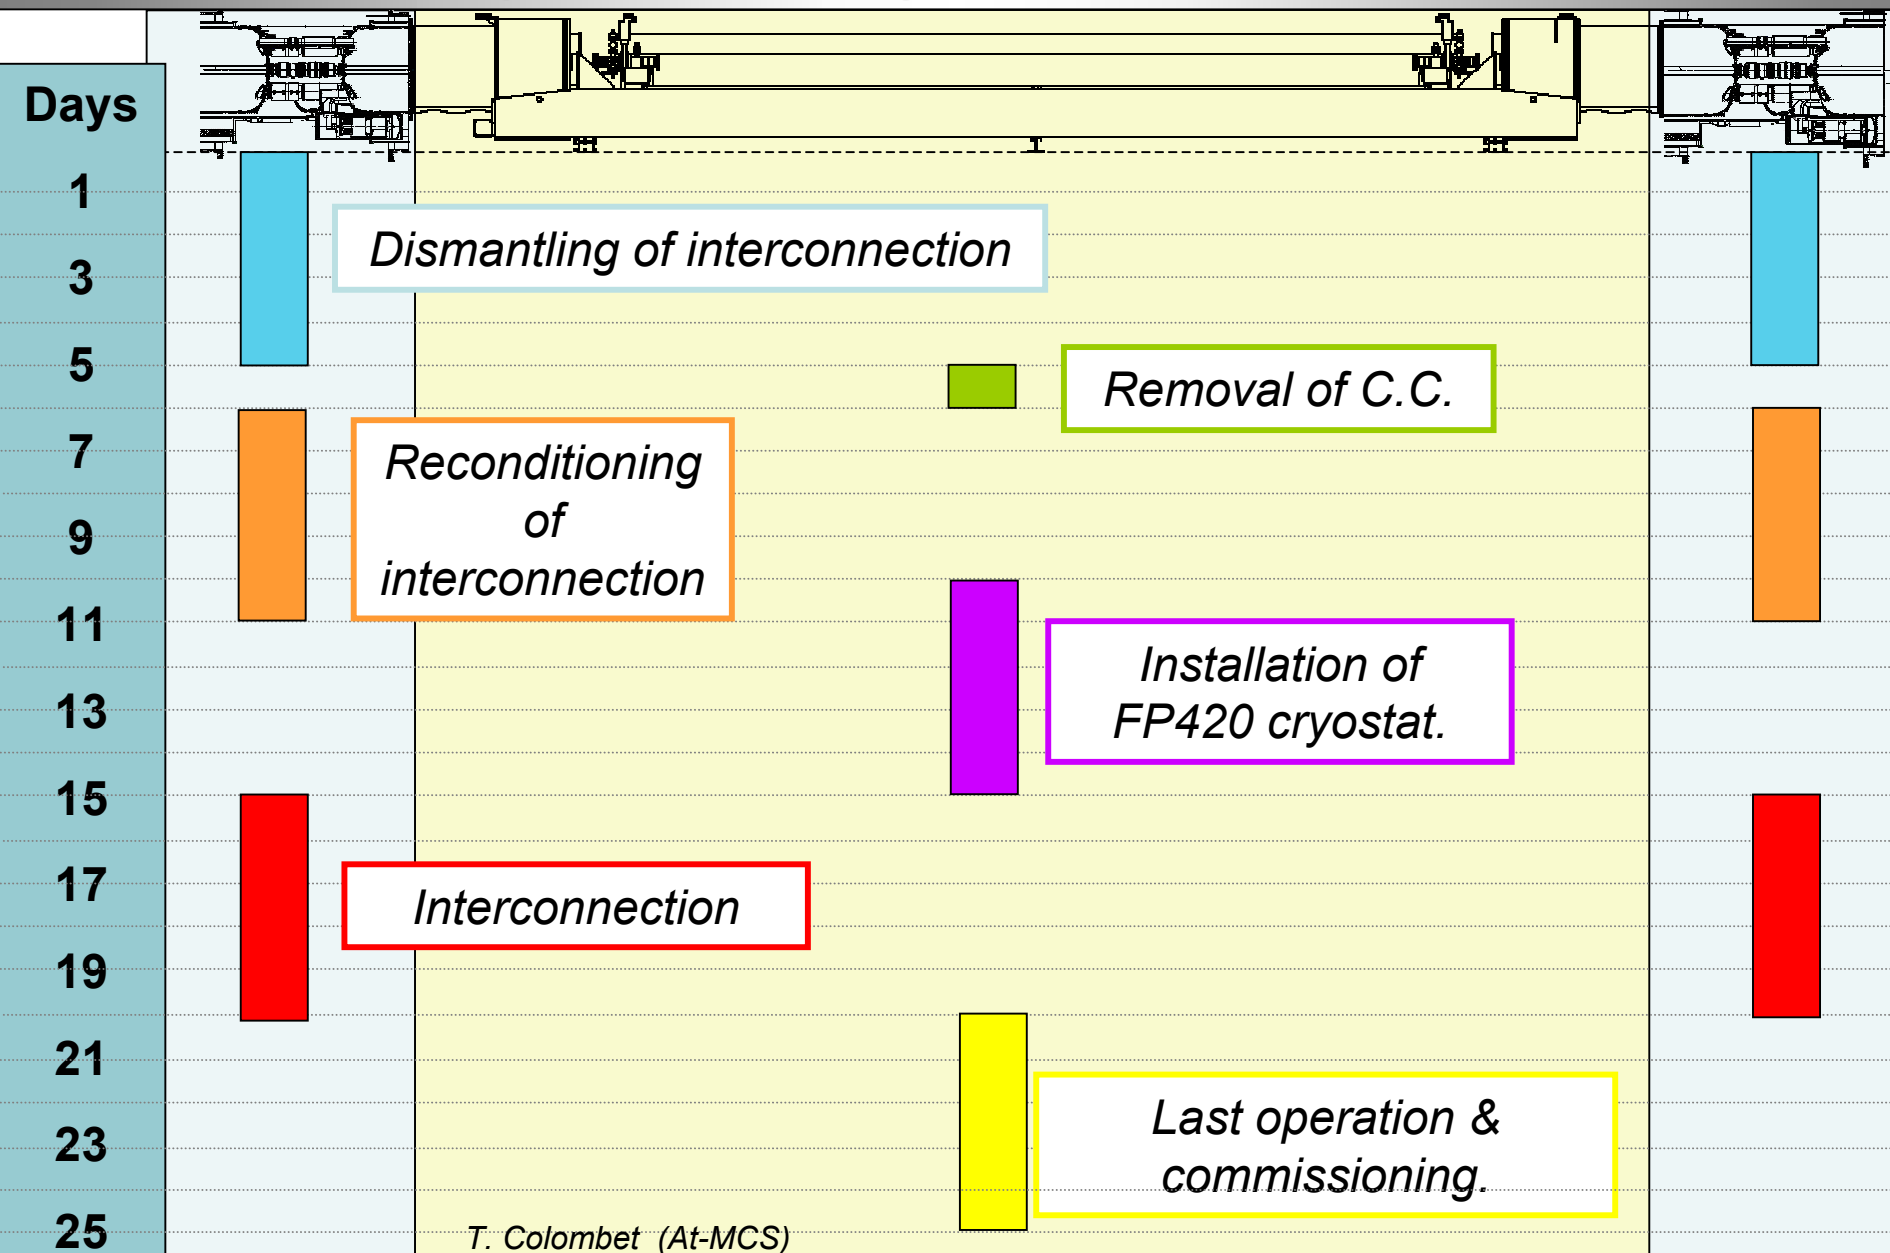 Days
1
Dismantling of interconnection
3
5
Removal of C.C.
7
Reconditioning
of
interconnection
9
11
Installation of
FP420 cryostat.
13
15
17
Interconnection
19
21
Last operation &
commissioning.
23
25
T. Colombet (At-MCS)